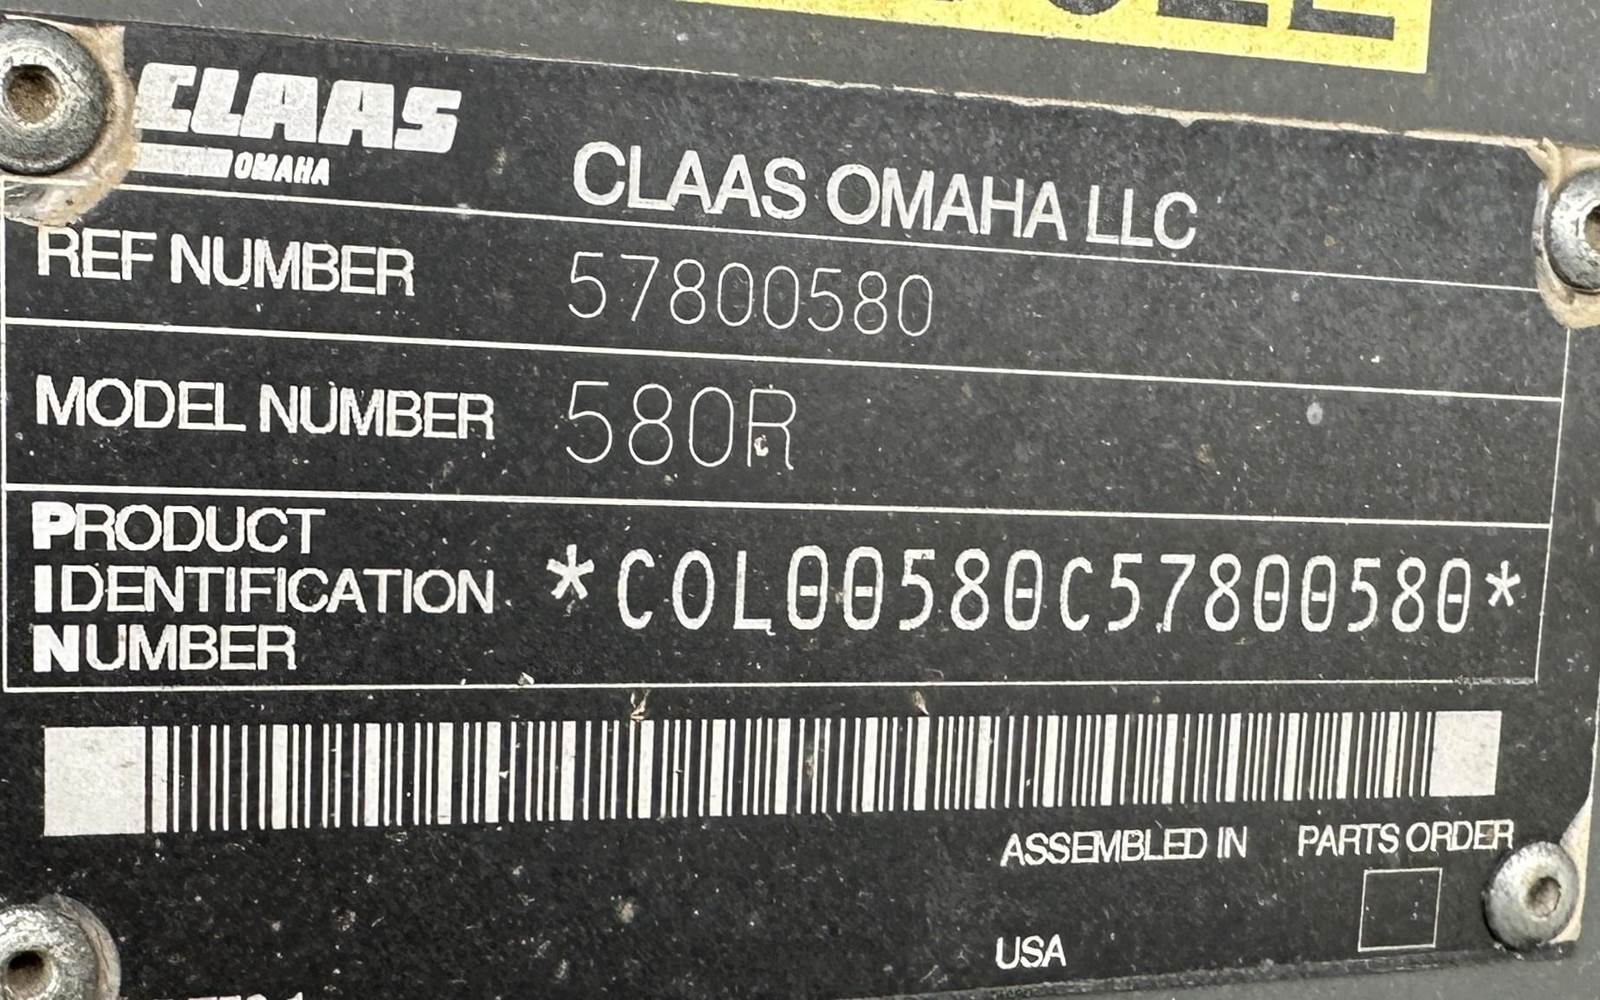 CLAAS
OMAHA
CLAAS OMAHA LLC
REF NUMBER 57800580
MODEL NUMBER 580R
PRODUCT
IDENTIFICATION
NUMBER
*COL00580C57800580*
ASSEMBLED IN PARTS ORDER
USA